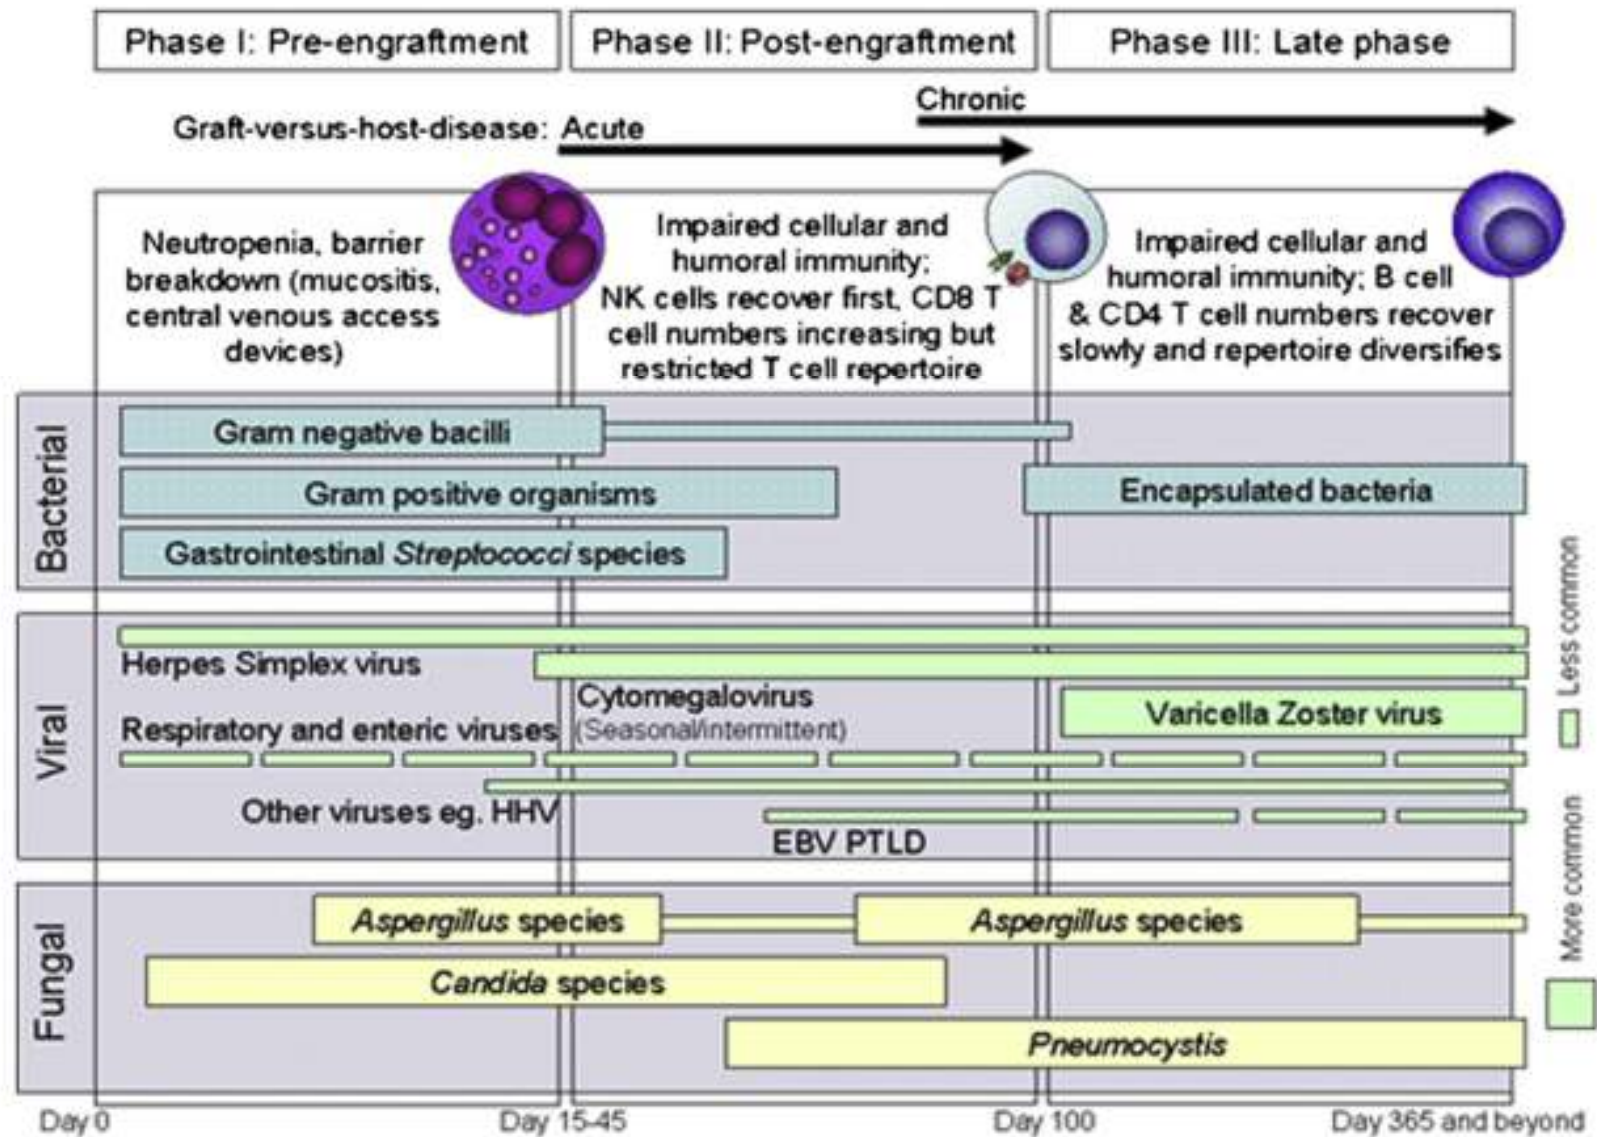 Phase I: Pre-engraftment
Phase II: Post-engraftment
Phase III: Late phase
Chronic
Graft-versus-host-disease: Acute
Neutropenia, barrier
breakdown (mucositis,
central venous access
devices)
Impaired cellular and
humoral immunity;
NK cells recover first, CD8 T
cell numbers increasing but
restricted T cell repertoire
Impaired cellular and
humoral immunity; B cell
& CD4 T cell numbers recover
slowly and repertoire diversifies
Bacterial
Gram negative bacilli
Gram positive organisms
Encapsulated bacteria
Gastrointestinal Streptococci species
Viral
Herpes Simplex virus
Cytomegalovirus
Varicella Zoster virus
Respiratory and enteric viruses (Seasonal/intermittent)
Other viruses eg. HHV
EBV PTLD
Fungal
Aspergillus species
Aspergillus species
Candida species
Pneumocystis
Less common
More common
Day 0
Day 15-45
Day 100
Day 365 and beyond